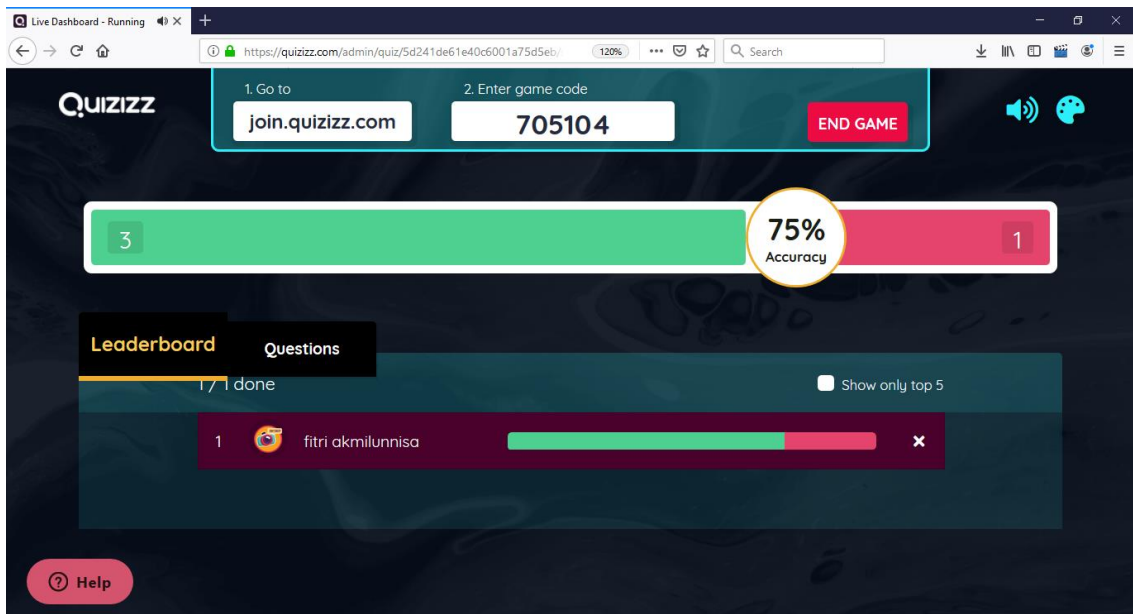 Live Dashboard - Running
https://quizizz.com/admin/quiz/5d241de61e40c6001a75d5eb/
120%
Search
Quizizz
1. Go to
2. Enter game code
join.quizizz.com
705104
END GAME
3
75%
Accuracy
1
Leaderboard
Questions
1 / 1 done
Show only top 5
1
fitri akmilunnisa
Help